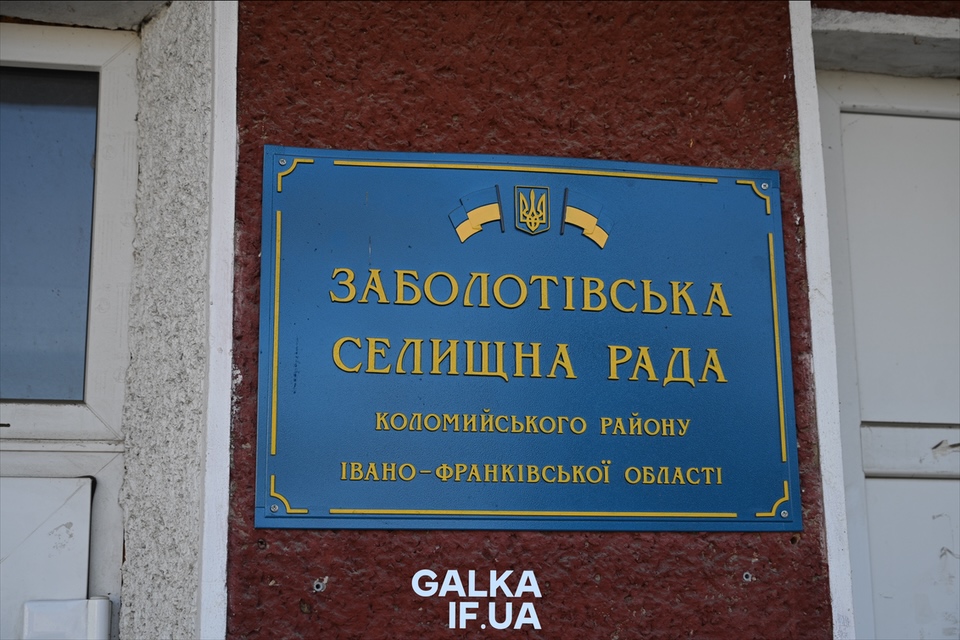 ЗАБОЛОТІВСЬКА
СЕЛИЩНА РАДА
КОЛОМИЙСЬКОГО РАЙОНУ
ІВАНО-ФРАНКІВСЬКОЇ ОБЛАСТІ
GALKA
IF.UA